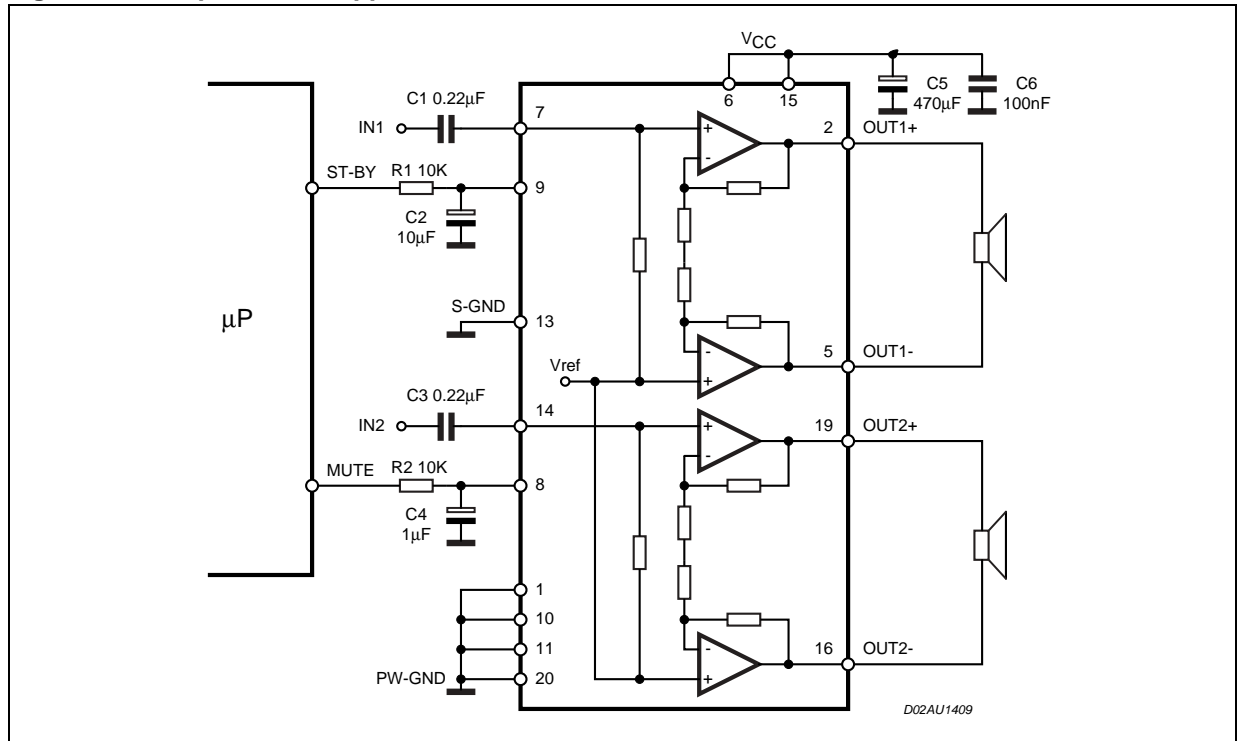 VCC
6
15
C5
470μF
C6
100nF
C1 0.22μF
IN1
7
2
OUT1+
+
-
ST-BY
R1 10K
9
C2
10μF
S-GND
13
μP
-
+
5
OUT1-
Vref
C3 0.22μF
IN2
14
+
-
19
OUT2+
MUTE
R2 10K
8
C4
1μF
1
10
11
PW-GND
20
-
+
16
OUT2-
D02AU1409